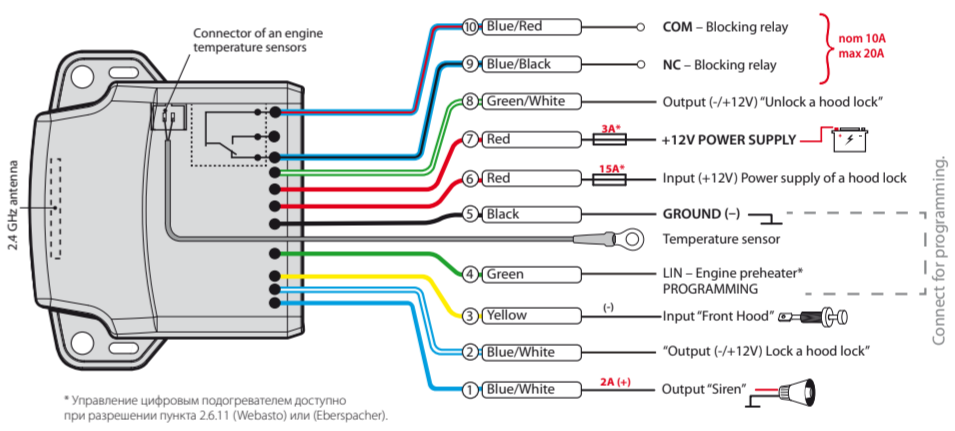 Connector of an engine
temperature sensors
2.4 GHz antenna
10 Blue/Red COM – Blocking relay
nom 10A
max 20A
9 Blue/Black NC – Blocking relay
8 Green/White Output (-/+12V) "Unlock a hood lock"
7 Red 3A* +12V POWER SUPPLY
6 Red 15A* Input (+12V) Power supply of a hood lock
5 Black GROUND (–)
Temperature sensor
4 Green LIN – Engine preheater*
PROGRAMMING
3 Yellow (-) Input "Front Hood"
2 Blue/White "Output (-/+12V) Lock a hood lock"
1 Blue/White 2A (+) Output "Siren"
Connect for programming.
* Управление цифровым подогревателем доступно
при разрешении пункта 2.6.11 (Webasto) или (Eberspacher).